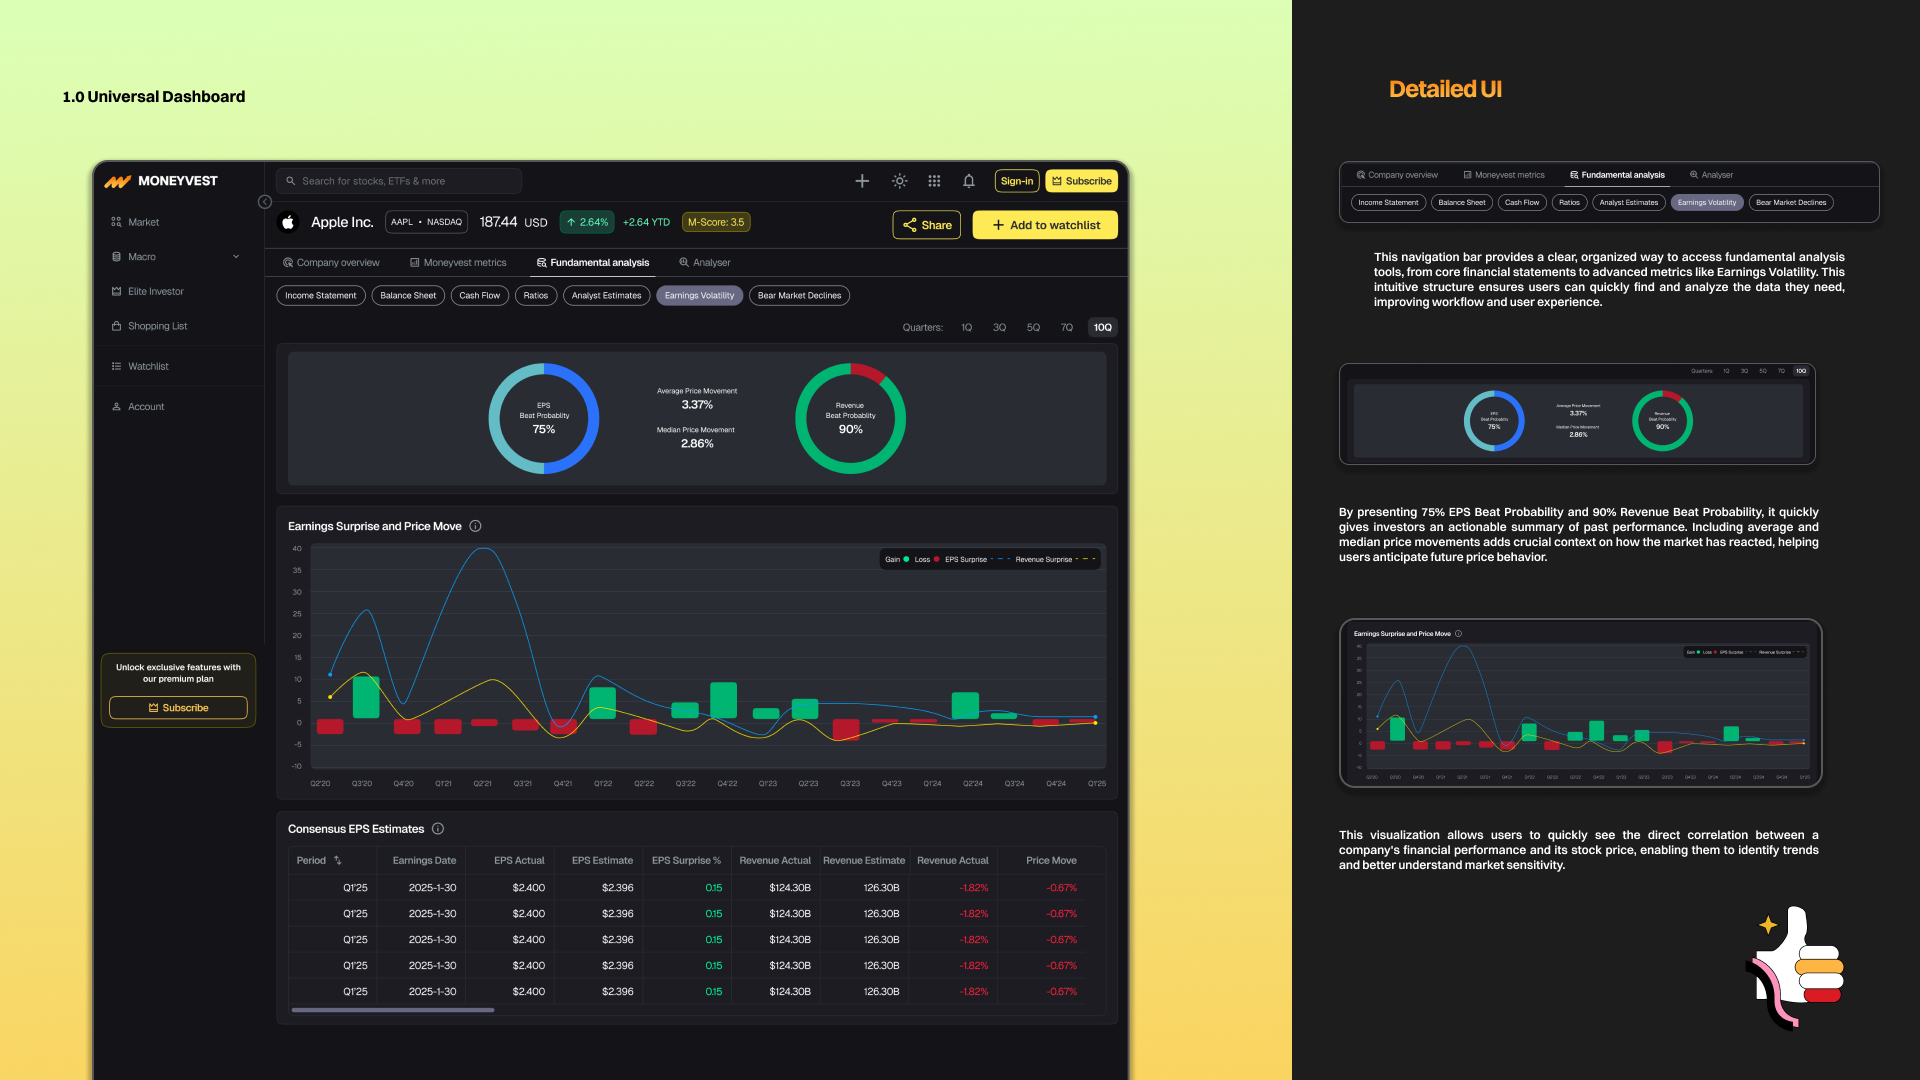 1.0 Universal Dashboard
MONEYVEST
Search for stocks, ETFs & more
Sign-in
Subscribe
Market
Macro
Elite Investor
Shopping List
Watchlist
Account
Unlock exclusive features with
our premium plan
Subscribe
Apple Inc.
AAPL • NASDAQ
187.44 USD
2.64%
+2.64 YTD
M-Score: 3.5
Share
Add to watchlist
Company overview
Moneyvest metrics
Fundamental analysis
Analyser
Income Statement
Balance Sheet
Cash Flow
Ratios
Analyst Estimates
Earnings Volatility
Bear Market Declines
Quarters: 1Q 3Q 5Q 7Q 10Q
EPS
Beat Probablity
75%
Average Price Movement
3.37%
Median Price Movement
2.86%
Revenue
Beat Probablity
90%
Earnings Surprise and Price Move
Gain Loss EPS Surprise Revenue Surprise
40
35
30
25
20
15
10
5
0
-5
-10
Q2'20 Q3'20 Q4'20 Q1'21 Q2'21 Q3'21 Q4'21 Q1'22 Q2'22 Q3'22 Q4'22 Q1'23 Q2'23 Q3'23 Q4'23 Q1'24 Q2'24 Q3'24 Q4'24 Q1'25
Consensus EPS Estimates
Period Earnings Date EPS Actual EPS Estimate EPS Surprise % Revenue Actual Revenue Estimate Revenue Actual Price Move
Q1'25 2025-1-30 $2.400 $2.396 0.15 $124.30B 126.30B -1.82% -0.67%
Q1'25 2025-1-30 $2.400 $2.396 0.15 $124.30B 126.30B -1.82% -0.67%
Q1'25 2025-1-30 $2.400 $2.396 0.15 $124.30B 126.30B -1.82% -0.67%
Q1'25 2025-1-30 $2.400 $2.396 0.15 $124.30B 126.30B -1.82% -0.67%
Q1'25 2025-1-30 $2.400 $2.396 0.15 $124.30B 126.30B -1.82% -0.67%
Detailed UI
Company overview
Moneyvest metrics
Fundamental analysis
Analyser
Income Statement
Balance Sheet
Cash Flow
Ratios
Analyst Estimates
Earnings Volatility
Bear Market Declines
This navigation bar provides a clear, organized way to access fundamental analysis
tools, from core financial statements to advanced metrics like Earnings Volatility. This
intuitive structure ensures users can quickly find and analyze the data they need,
improving workflow and user experience.
Quarters: 1Q 3Q 5Q 7Q 10Q
EPS
Beat Probablity
75%
Average Price Movement
3.37%
Median Price Movement
2.86%
Revenue
Beat Probablity
90%
By presenting 75% EPS Beat Probability and 90% Revenue Beat Probability, it quickly
gives investors an actionable summary of past performance. Including average and
median price movements adds crucial context on how the market has reacted, helping
users anticipate future price behavior.
Earnings Surprise and Price Move
Gain Loss EPS Surprise Revenue Surprise
This visualization allows users to quickly see the direct correlation between a
company's financial performance and its stock price, enabling them to identify trends
and better understand market sensitivity.